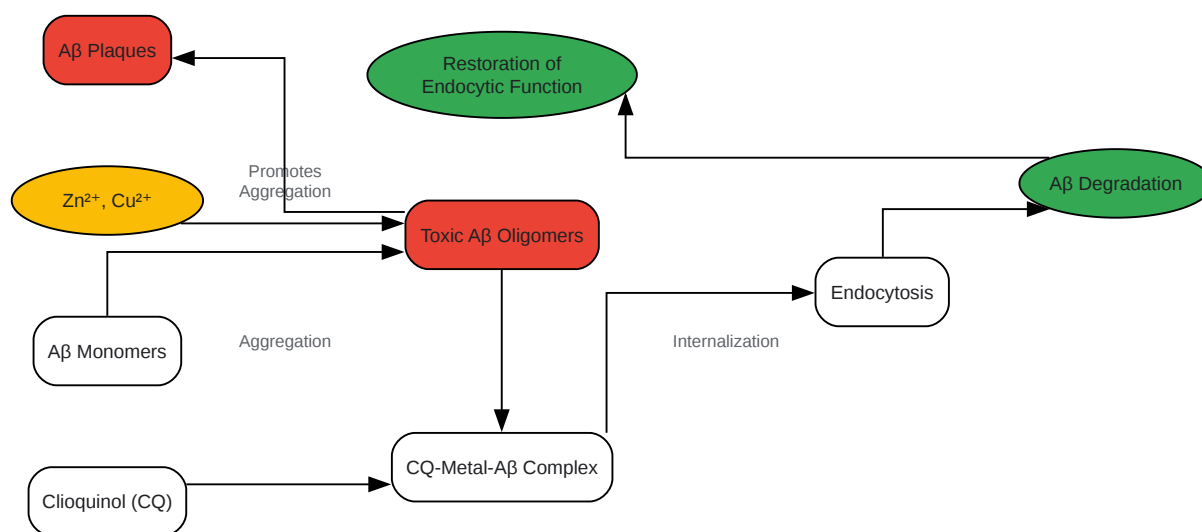 Aβ Plaques
Restoration of
Endocytic Function
Promotes
Aggregation
Zn²⁺, Cu²⁺
Aβ Degradation
Toxic Aβ Oligomers
Endocytosis
Aβ Monomers
Aggregation
Internalization
CQ-Metal-Aβ Complex
Clioquinol (CQ)